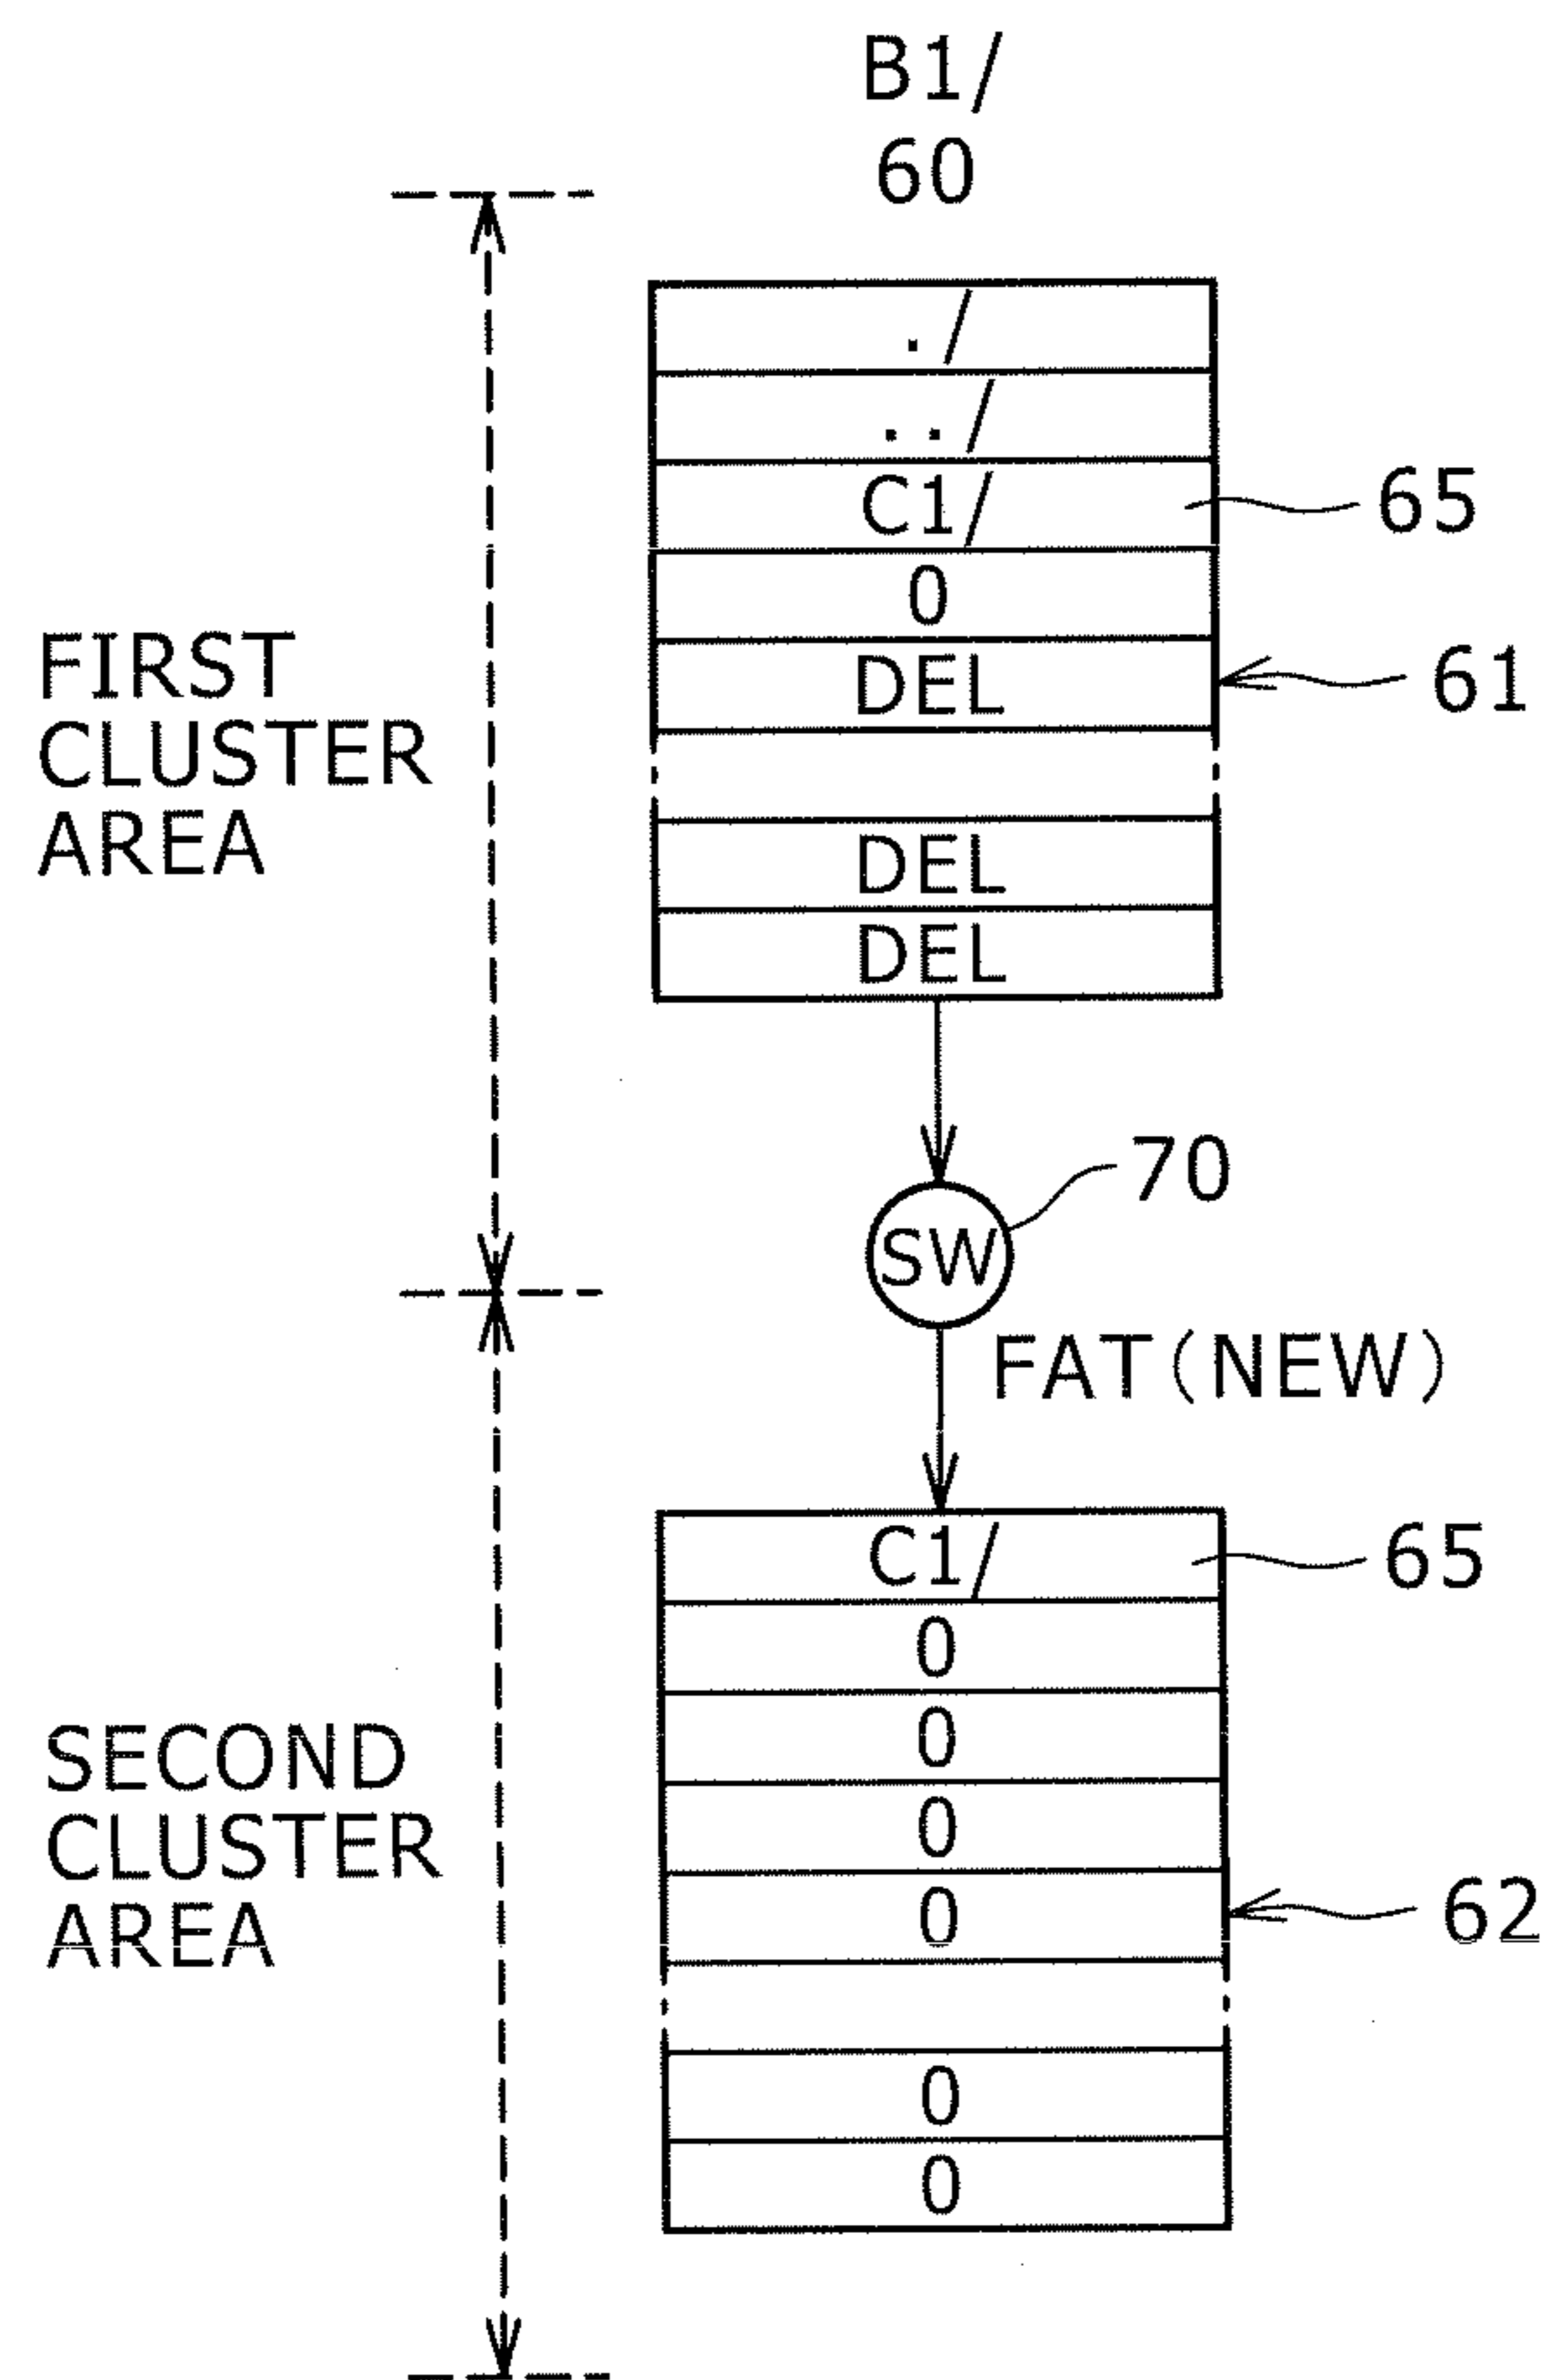 B1/
60
./
../
C1/
65
0
DEL
61
FIRST
CLUSTER
AREA
DEL
DEL
70
SW
FAT(NEW)
C1/
65
0
0
0
0
62
SECOND
CLUSTER
AREA
0
0